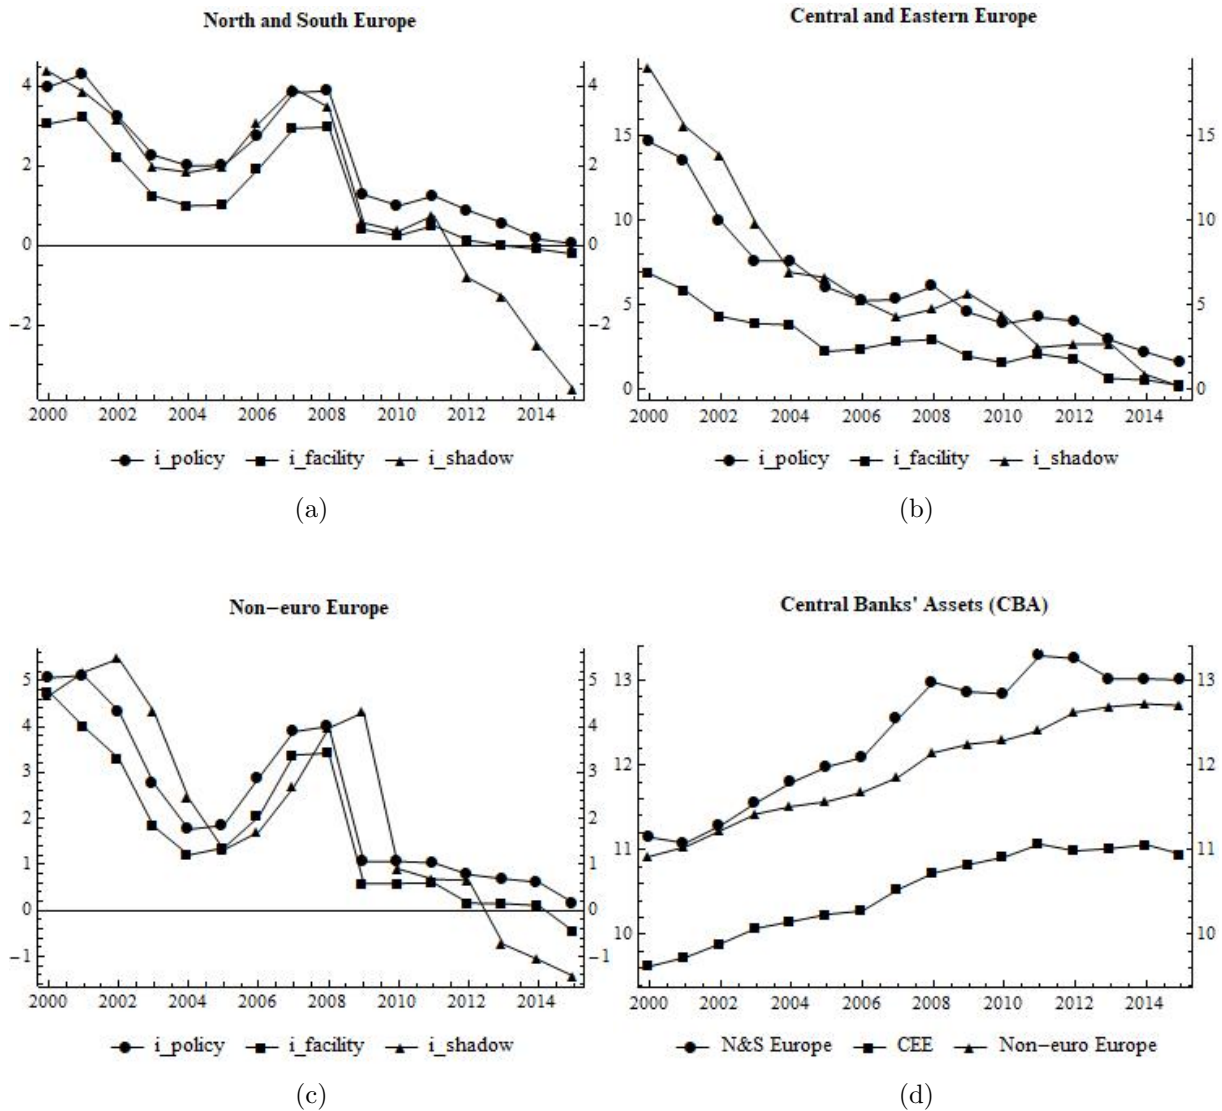 North and South Europe
4
2
0
−2
4
2
0
−2
2000 2002 2004 2006 2008 2010 2012 2014
i_policy i_facility i_shadow
(a)
Central and Eastern Europe
15
10
5
0
15
10
5
0
2000 2002 2004 2006 2008 2010 2012 2014
i_policy i_facility i_shadow
(b)
Non−euro Europe
5
4
3
2
1
0
−1
5
4
3
2
1
0
−1
2000 2002 2004 2006 2008 2010 2012 2014
i_policy i_facility i_shadow
(c)
Central Banks' Assets (CBA)
13
12
11
10
13
12
11
10
2000 2002 2004 2006 2008 2010 2012 2014
N&S Europe CEE Non−euro Europe
(d)